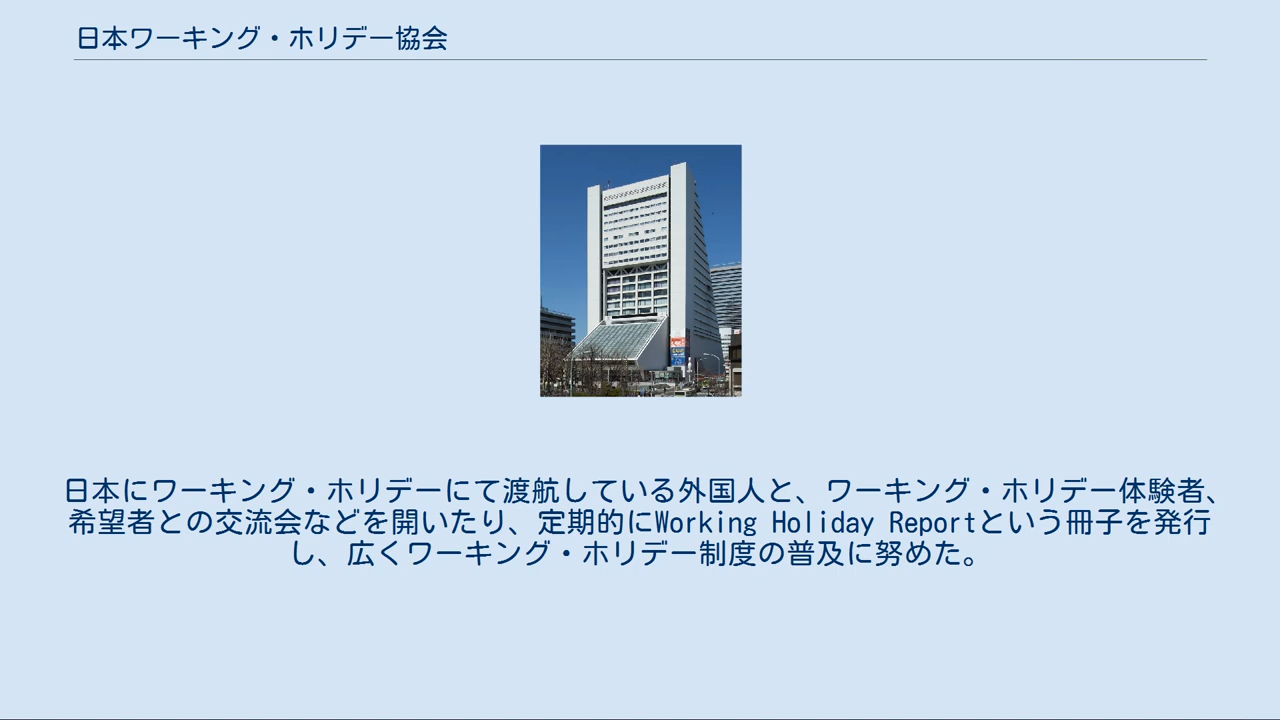 日本ワーキング・ホリデー協会
日本にワーキング・ホリデーにて渡航している外国人と、ワーキング・ホリデー体験者、
希望者との交流会などを開いたり、定期的にWorking Holiday Reportという冊子を発行
し、広くワーキング・ホリデー制度の普及に努めた。